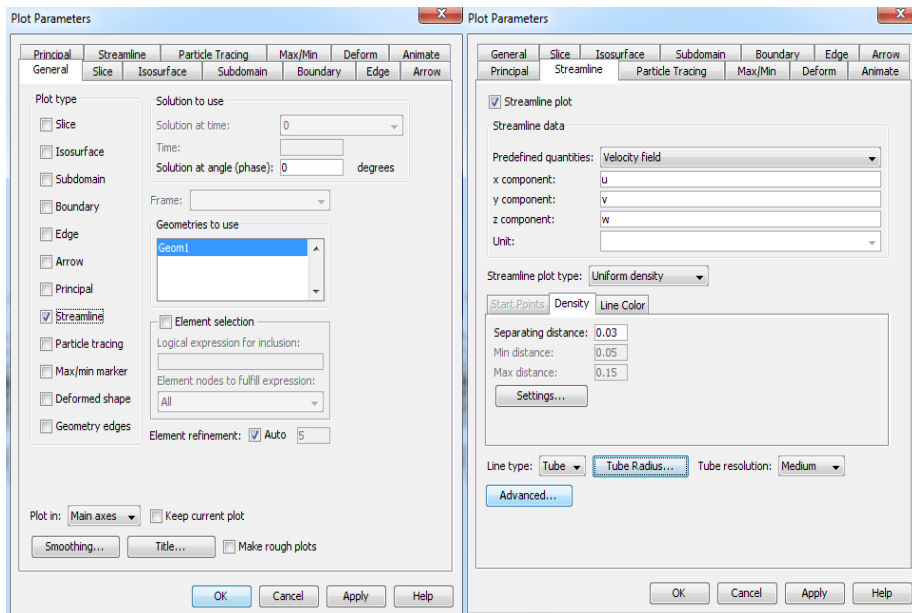 Plot Parameters
Principal Streamline Particle Tracing Max/Min Deform Animate
General Slice Isosurface Subdomain Boundary Edge Arrow
Plot type
Slice
Isosurface
Subdomain
Boundary
Edge
Arrow
Principal
Streamline
Particle tracing
Max/min marker
Deformed shape
Geometry edges
Solution to use
Solution at time: 0
Time:
Solution at angle (phase): 0 degrees
Frame:
Geometries to use
Geom1
Element selection
Logical expression for inclusion:
Element nodes to fulfill expression:
All
Element refinement: Auto 5
Plot in: Main axes Keep current plot
Smoothing... Title... Make rough plots
OK Cancel Apply Help
Plot Parameters
General Slice Isosurface Subdomain Boundary Edge Arrow
Principal Streamline Particle Tracing Max/Min Deform Animate
Streamline plot
Streamline data
Predefined quantities: Velocity field
x component: u
y component: v
z component: w
Unit:
Streamline plot type: Uniform density
Start Points Density Line Color
Separating distance: 0.03
Min distance: 0.05
Max distance: 0.15
Settings...
Line type: Tube Tube Radius... Tube resolution: Medium
Advanced...
OK Cancel Apply Help